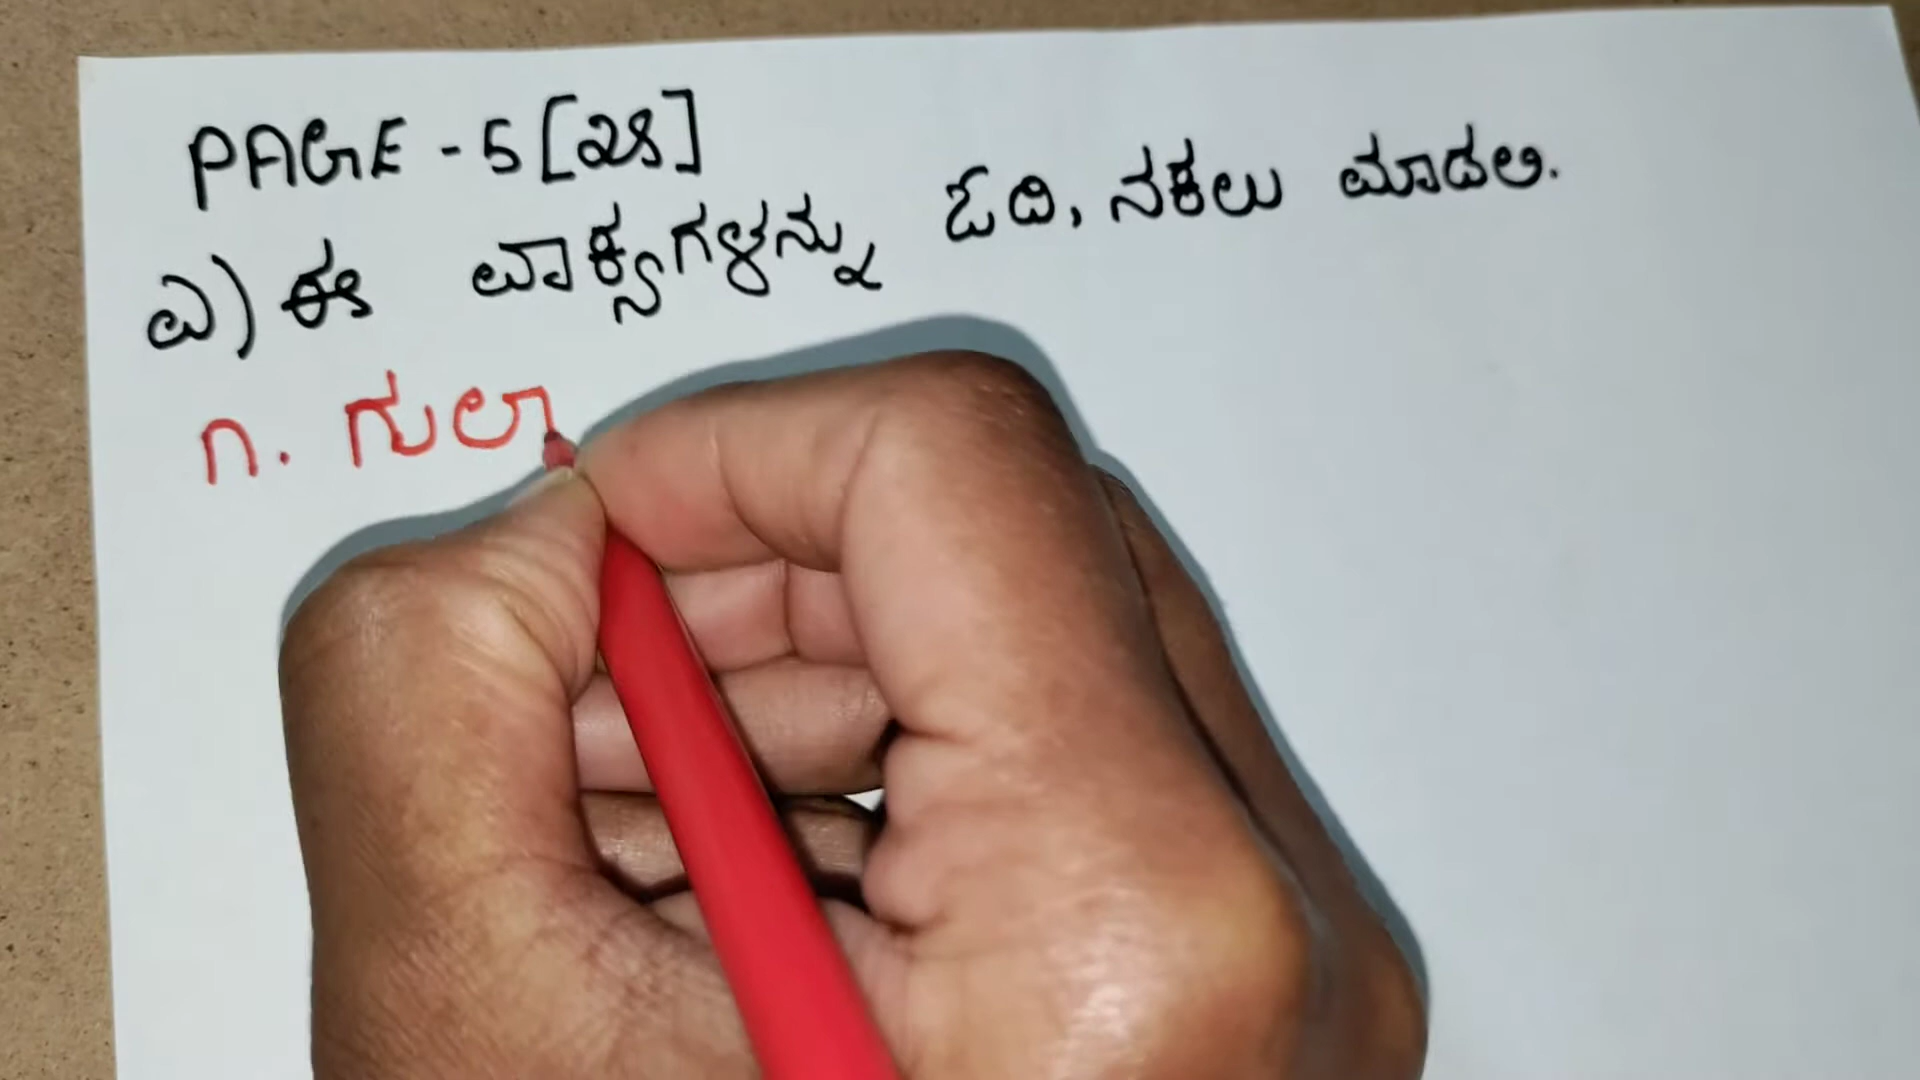 PAGE - 5 [28]
ಎ) ಈ ವಾಕ್ಯಗಳನ್ನು ಓದಿ, ನಕಲು ಮಾಡಲಿ.
೧. ಗುಲಾ